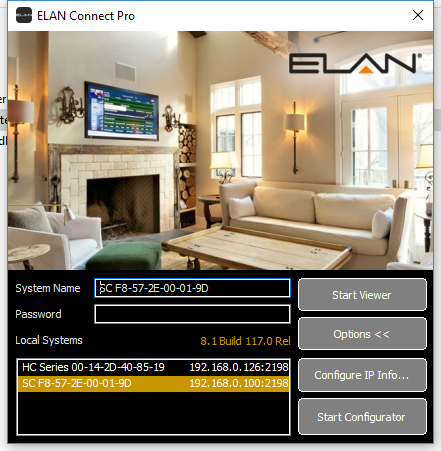 ELAN Connect Pro
ELAN®
System Name
SC F8-57-2E-00-01-9D
Start Viewer
Password
Options <<
Local Systems
8.1 Build 117.0 Rel
HC Series 00-14-2D-40-85-19 192.168.0.126:2198
SC F8-57-2E-00-01-9D 192.168.0.100:2198
Configure IP Info...
Start Configurator